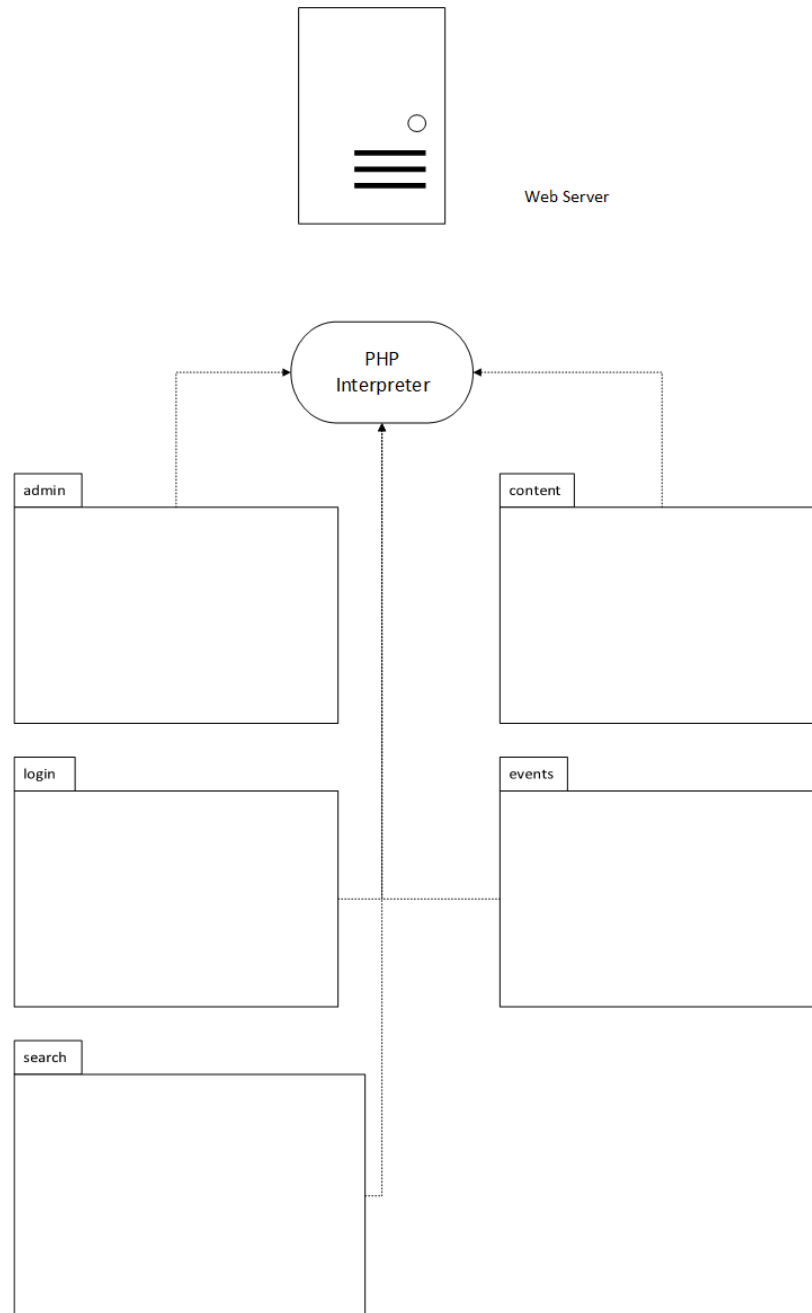 Web Server
PHP
Interpreter
admin
content
login
events
search